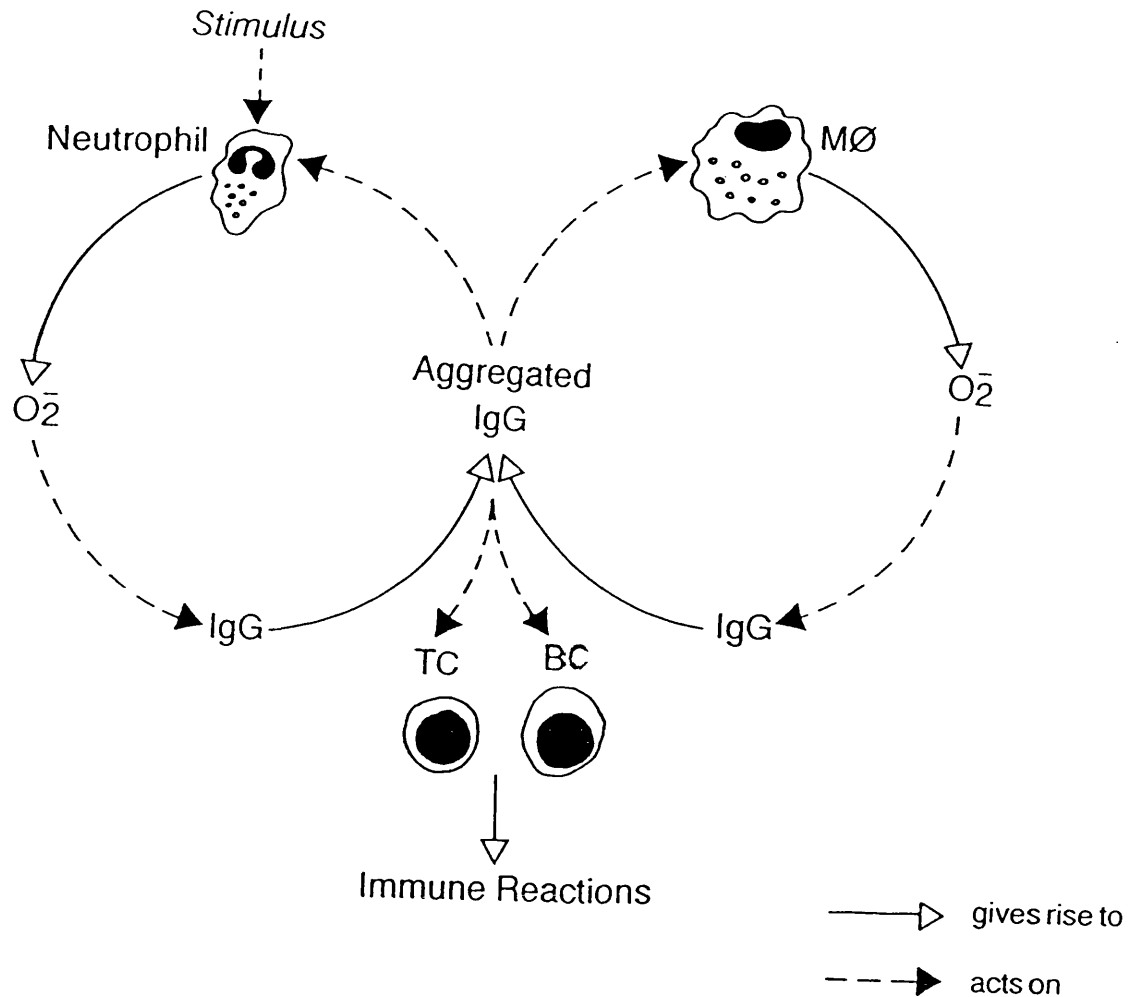 Stimulus
Neutrophil
MØ
Aggregated
IgG
O2̄
O2̄
IgG
IgG
TC
BC
Immune Reactions
gives rise to
acts on